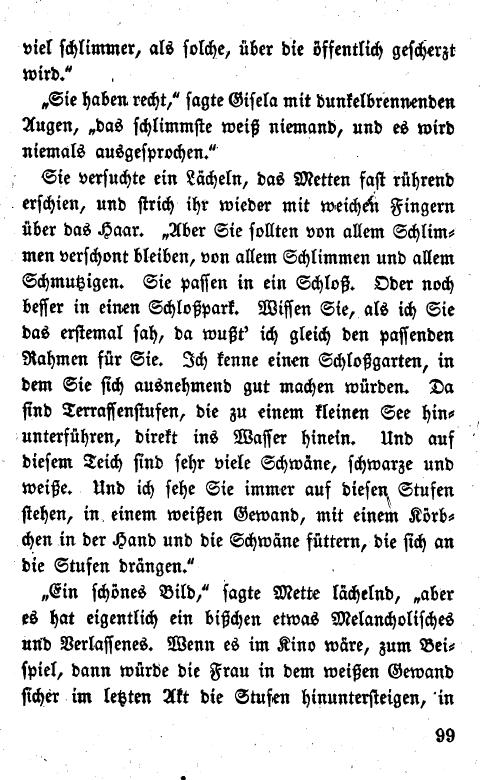 viel schlimmer, als solche, über die öffentlich gescherzt
wird.“
„Sie haben recht,“ sagte Gisela mit dunkelbrennenden
Augen, „das schlimmste weiß niemand, und es wird
niemals ausgesprochen.“
Sie versuchte ein Lächeln, das Metten fast rührend
erschien, und strich ihr wieder mit weichen Fingern
über das Haar. „Aber Sie sollten von allem Schlim-
men verschont bleiben, von allem Schlimmen und allem
Schmutzigen. Sie passen in ein Schloß. Oder noch
besser in einen Schloßpark. Wissen Sie, als ich Sie
das erstemal sah, da wußt' ich gleich den passenden
Rahmen für Sie. Ich kenne einen Schloßgarten, in
dem Sie sich ausnehmend gut machen würden. Da
sind Terrassenstufen, die zu einem kleinen See hin-
unterführen, direkt ins Wasser hinein. Und auf
diesem Teich sind sehr viele Schwäne, schwarze und
weiße. Und ich sehe Sie immer auf diesen Stufen
stehen, in einem weißen Gewand, mit einem Körb-
chen in der Hand und die Schwäne füttern, die sich an
die Stufen drängen.“
„Ein schönes Bild,“ sagte Mette lächelnd, „aber
es hat eigentlich ein bißchen etwas Melancholisches
und Verlassenes. Wenn es im Kino wäre, zum Bei-
spiel, dann würde die Frau in dem weißen Gewand
sicher im letzten Akt die Stufen hinuntersteigen, in
99